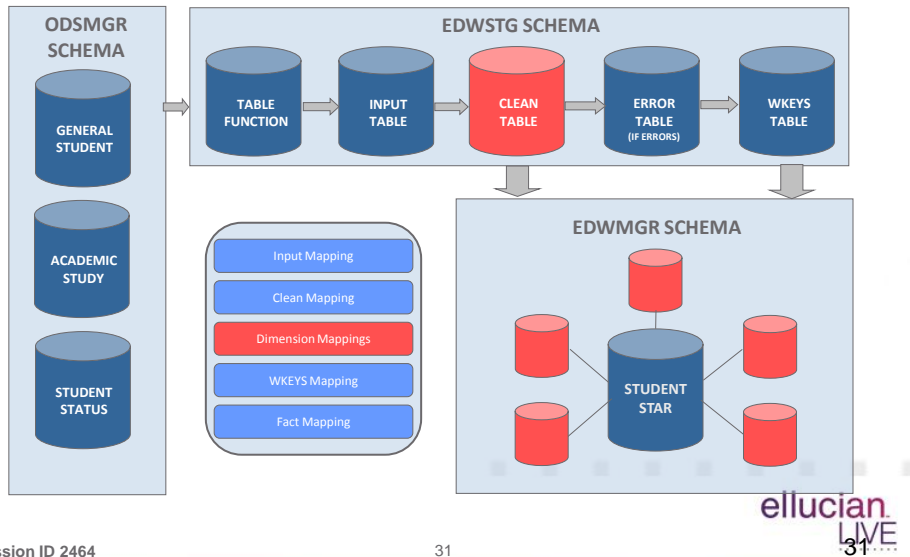 ODSMGR
SCHEMA
GENERAL
STUDENT
ACADEMIC
STUDY
STUDENT
STATUS
EDWSTG SCHEMA
TABLE
FUNCTION
INPUT
TABLE
CLEAN
TABLE
ERROR
TABLE
(IF ERRORS)
WKEYS
TABLE
Input Mapping
Clean Mapping
Dimension Mappings
WKEYS Mapping
Fact Mapping
EDWMGR SCHEMA
STUDENT
STAR
ellucian
LIVE
ssion ID 2464
31
31